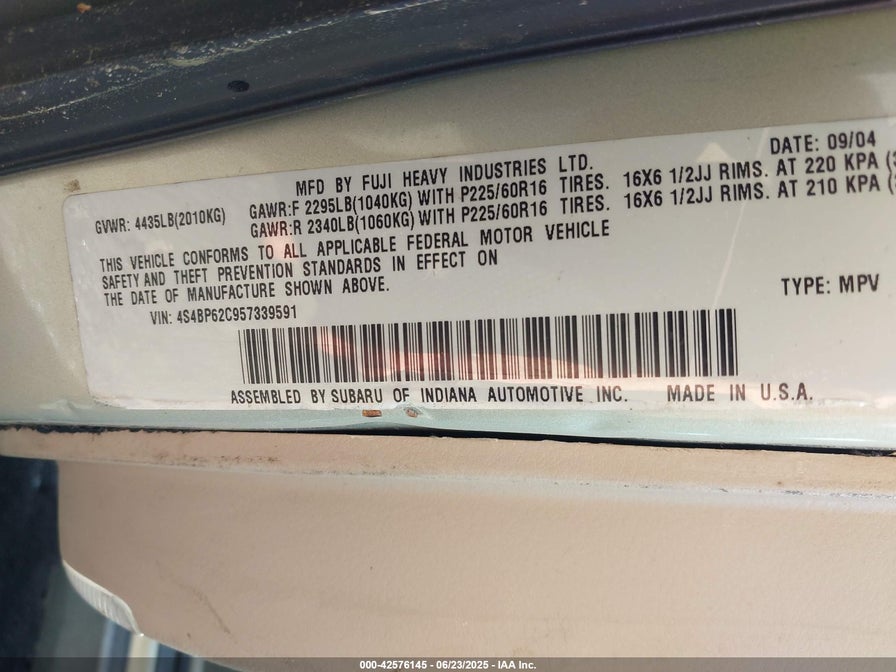 DATE: 09/04
MFD BY FUJI HEAVY INDUSTRIES LTD.
GVWR: 4435LB(2010KG)
GAWR:F 2295LB(1040KG) WITH P225/60R16 TIRES. 16X6 1/2JJ RIMS. AT 220 KPA (
GAWR:R 2340LB(1060KG) WITH P225/60R16 TIRES. 16X6 1/2JJ RIMS. AT 210 KPA (
THIS VEHICLE CONFORMS TO ALL APPLICABLE FEDERAL MOTOR VEHICLE
SAFETY AND THEFT PREVENTION STANDARDS IN EFFECT ON
THE DATE OF MANUFACTURE SHOWN ABOVE.
TYPE: MPV
VIN: 4S4BP62C957339591
ASSEMBLED BY SUBARU OF INDIANA AUTOMOTIVE INC. MADE IN U.S.A.
000-42576145 - 06/23/2025 - IAA Inc.